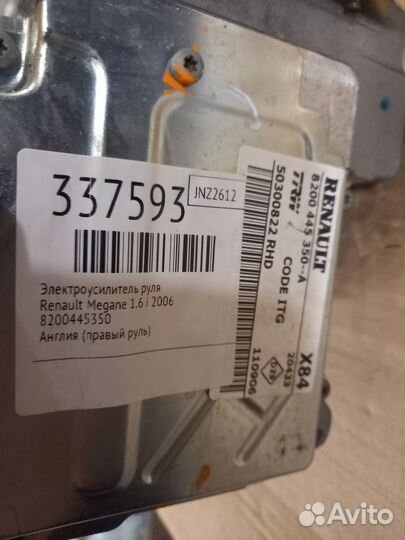 337593
JNZ2612
Электроусилитель руля
Renault Megane 1.6 i 2006
8200445350
Англия (правый руль)
RENAULT
8200 445 350--A
TRW
CODE ITG
50300822 RHD
X84
20433
110906
Avito